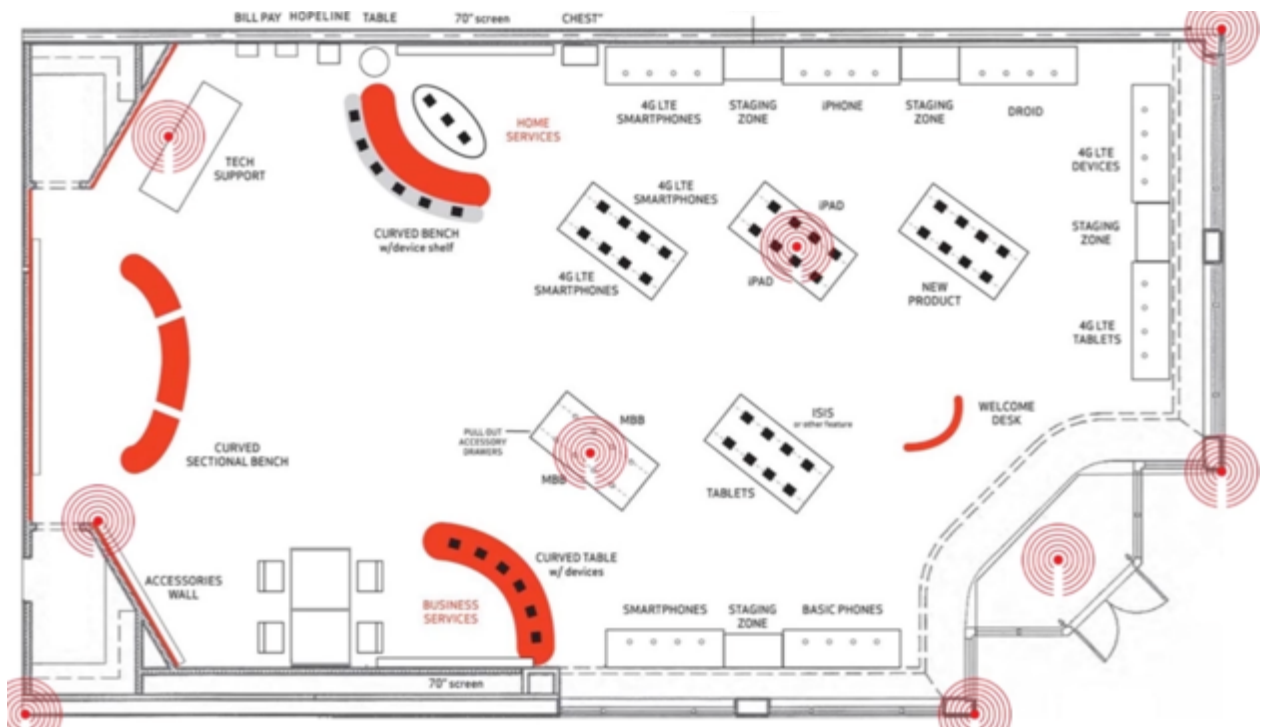 BILL PAY HOPELINE TABLE 70" screen CHEST"
4G LTE
SMARTPHONES
STAGING
ZONE
iPHONE
STAGING
ZONE
DROID
HOME
SERVICES
TECH
SUPPORT
4G LTE
DEVICES
4G LTE
SMARTPHONES
iPAD
CURVED BENCH
w/device shelf
STAGING
ZONE
4G LTE
SMARTPHONES
iPAD
NEW
PRODUCT
4G LTE
TABLETS
WELCOME
DESK
ISIS
or other feature
MBB
PULL OUT
ACCESSORY
DRAWERS
CURVED
SECTIONAL BENCH
MBB
TABLETS
CURVED TABLE
w/ devices
ACCESSORIES
WALL
BUSINESS
SERVICES
SMARTPHONES
STAGING
ZONE
BASIC PHONES
70" screen